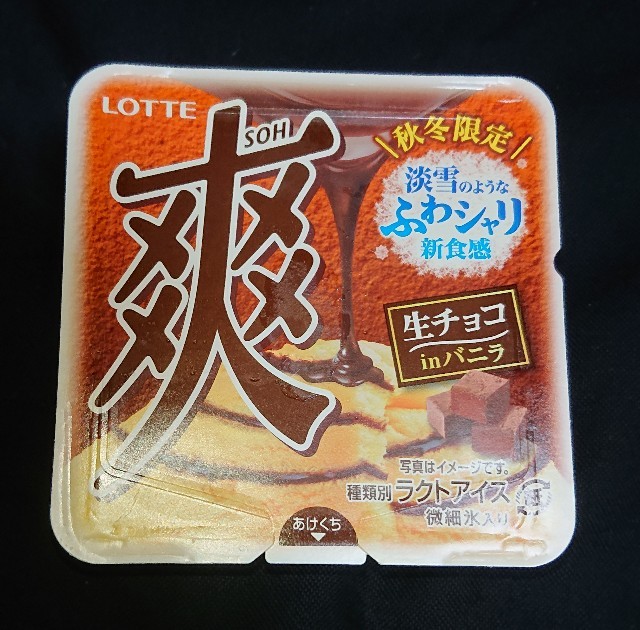 LOTTE
爽
SOH
秋冬限定
淡雪のような
ふわシャリ
新食感
生チョコ
inバニラ
写真はイメージです。
種類別 ラクトアイス
微細氷入り
あけくち